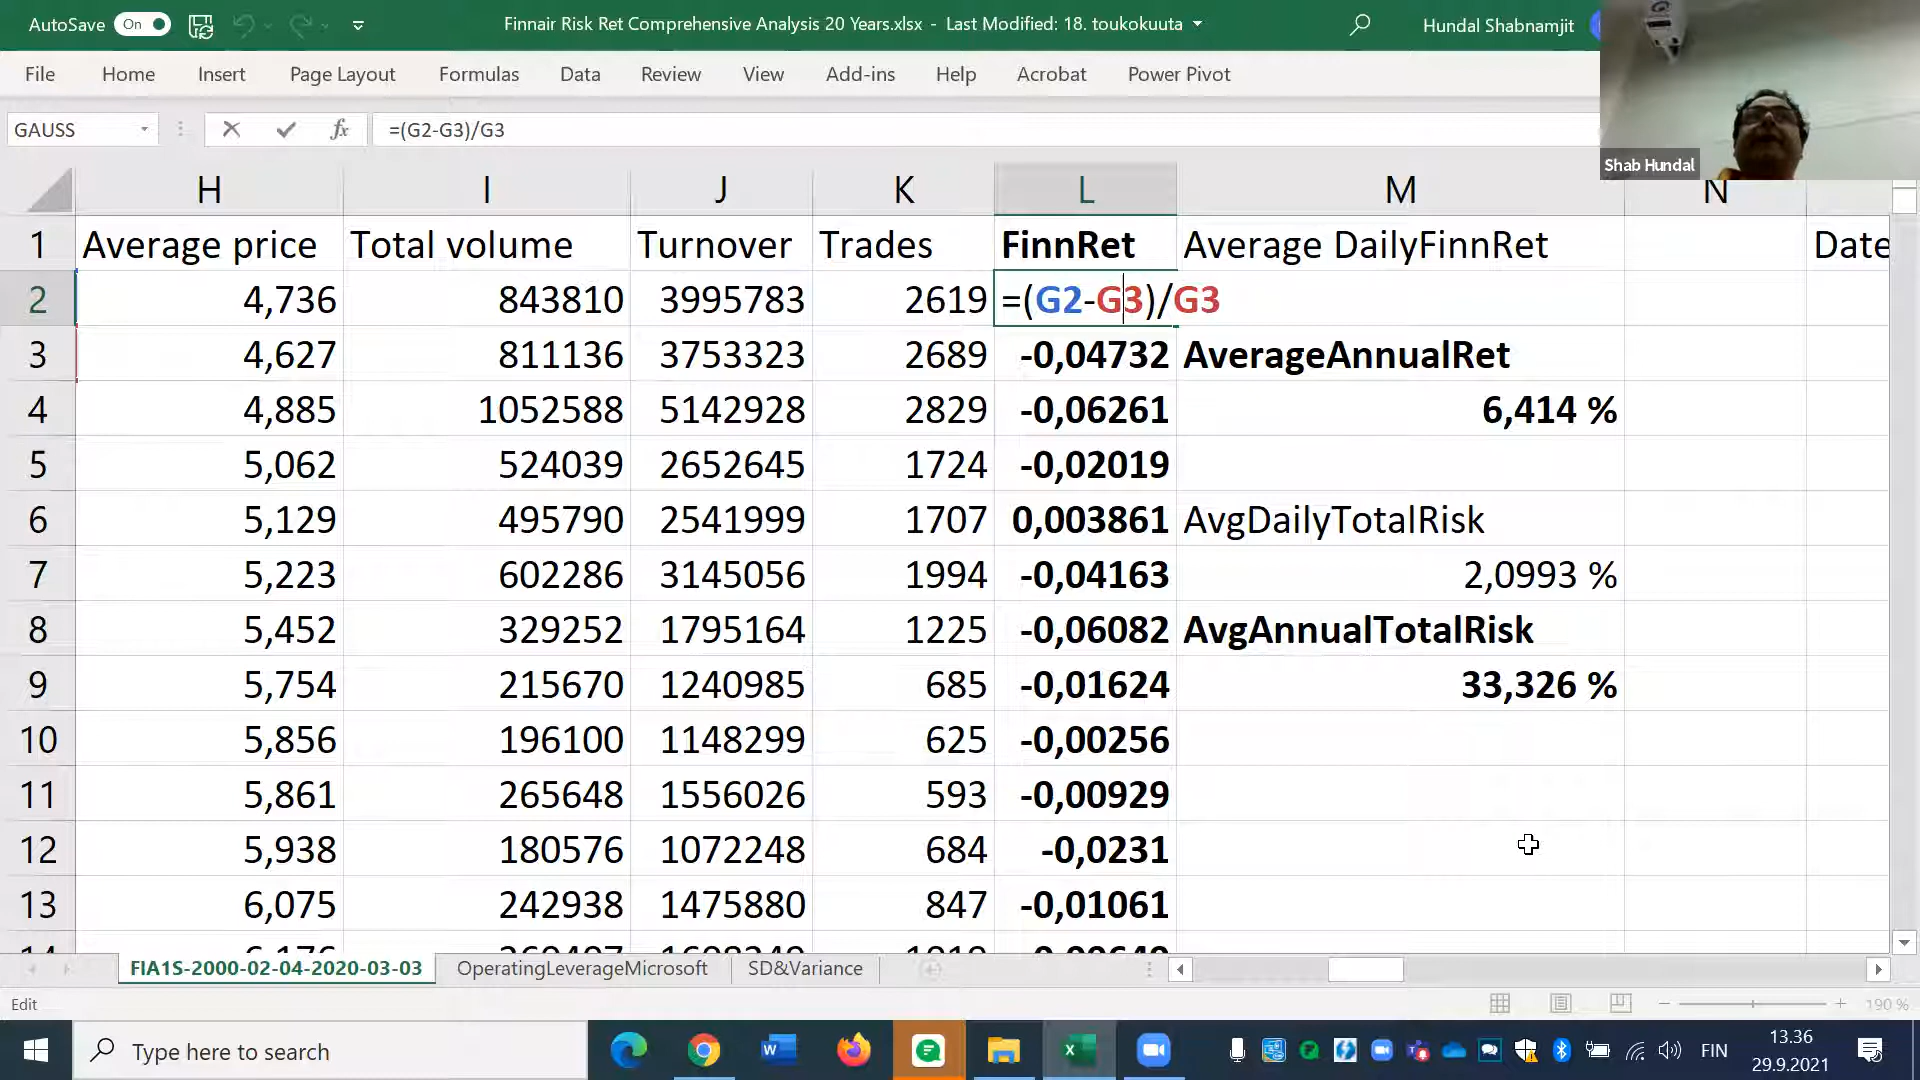 AutoSave On Finnair Risk Ret Comprehensive Analysis 20 Years.xlsx - Last Modified: 18. toukokuuta Hundal Shabnamjit
File Home Insert Page Layout Formulas Data Review View Add-ins Help Acrobat Power Pivot
GAUSS fx =(G2-G3)/G3
Shab Hundal
H I J K L M N
1 Average price Total volume Turnover Trades FinnRet Average DailyFinnRet Date
2 4,736 843810 3995783 2619 =(G2-G3)/G3
3 4,627 811136 3753323 2689 -0,04732 AverageAnnualRet
4 4,885 1052588 5142928 2829 -0,06261 6,414 %
5 5,062 524039 2652645 1724 -0,02019
6 5,129 495790 2541999 1707 0,003861 AvgDailyTotalRisk
7 5,223 602286 3145056 1994 -0,04163 2,0993 %
8 5,452 329252 1795164 1225 -0,06082 AvgAnnualTotalRisk
9 5,754 215670 1240985 685 -0,01624 33,326 %
10 5,856 196100 1148299 625 -0,00256
11 5,861 265648 1556026 593 -0,00929
12 5,938 180576 1072248 684 -0,0231
13 6,075 242938 1475880 847 -0,01061
FIA1S-2000-02-04-2020-03-03 OperatingLeverageMicrosoft SD&Variance
Edit 190 %
Type here to search FIN 13.36
29.9.2021